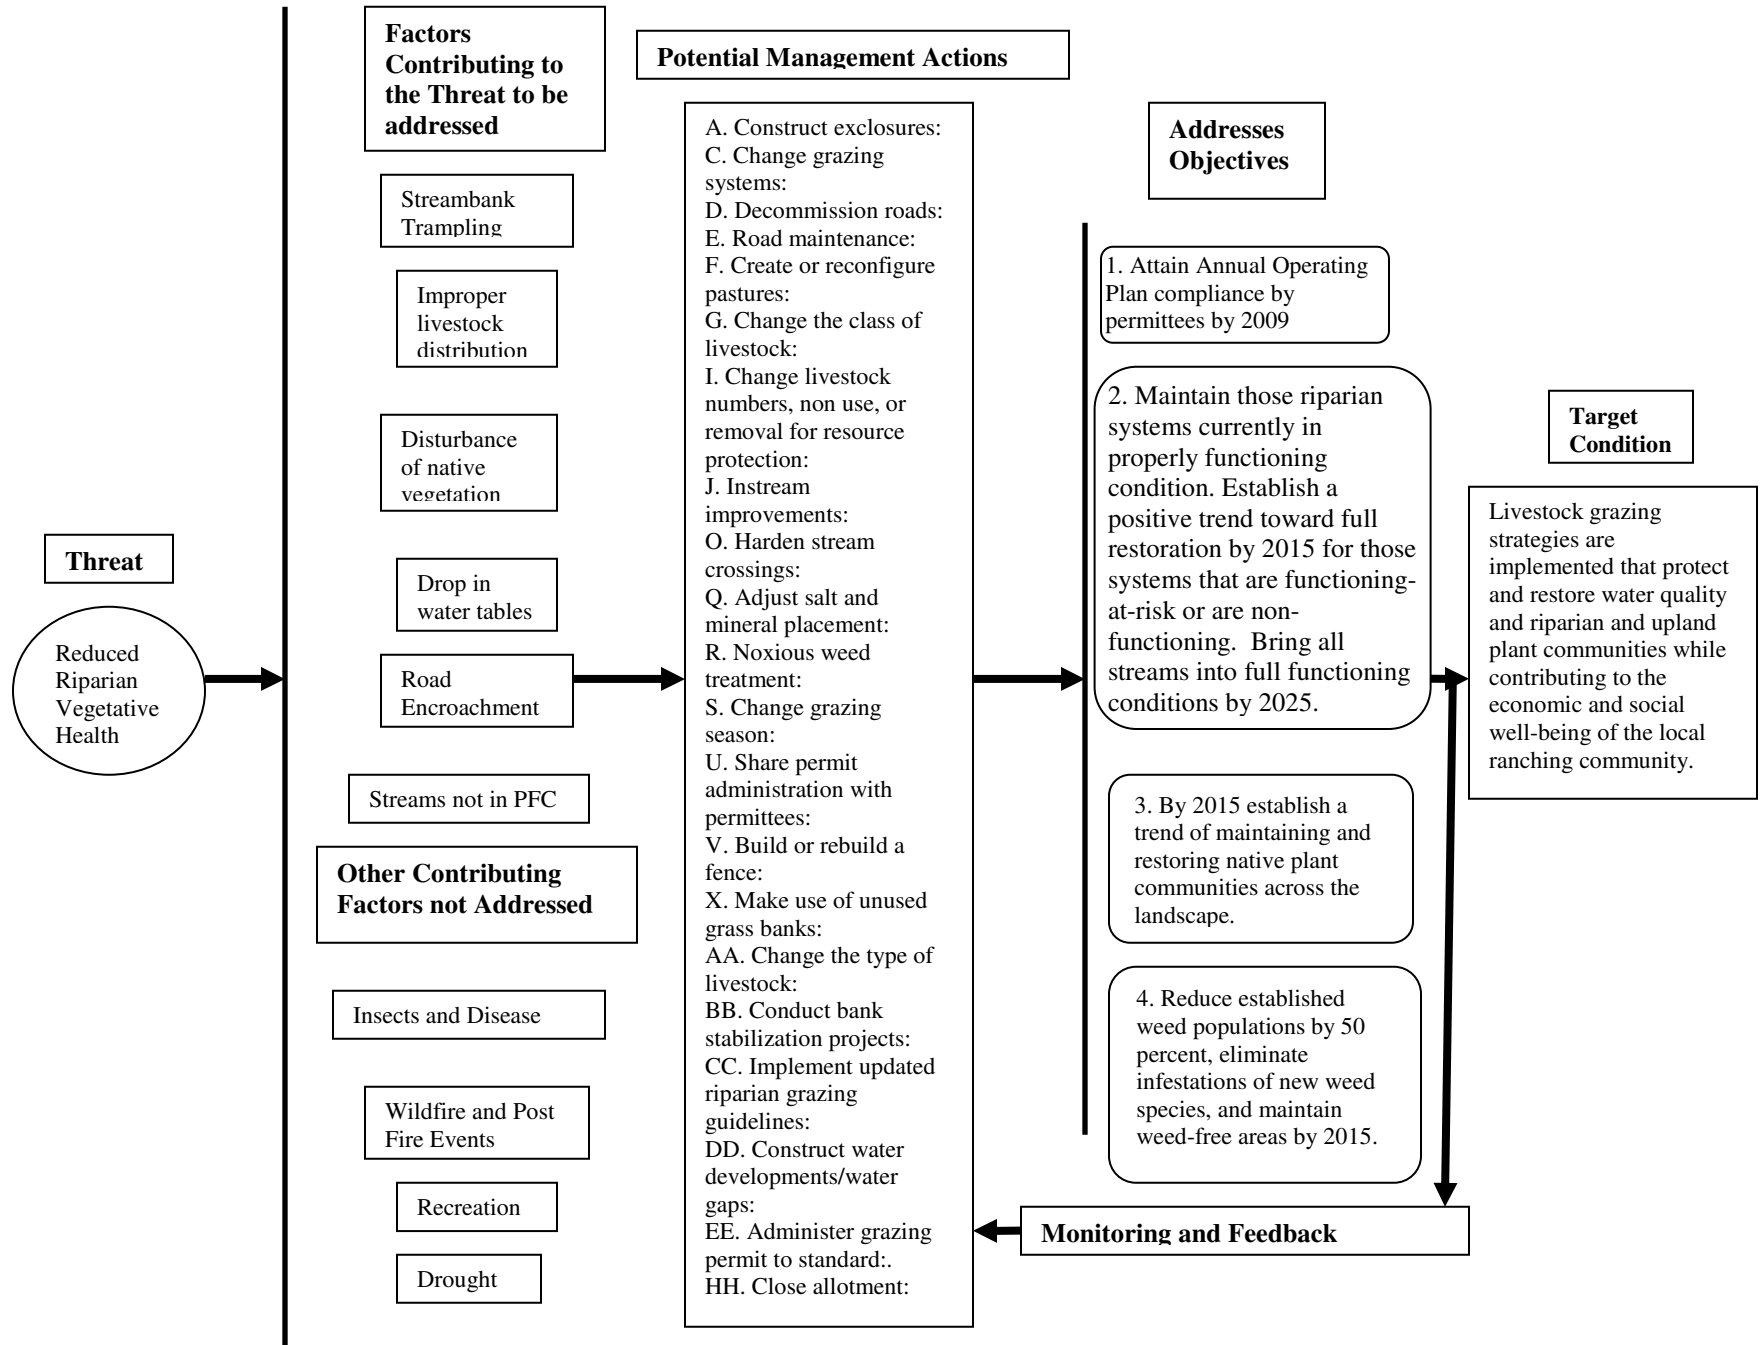 Threat
Reduced
Riparian
Vegetative
Health
Factors
Contributing to
the Threat to be
addressed
Streambank
Trampling
Improper
livestock
distribution
Disturbance
of native
vegetation
Drop in
water tables
Road
Encroachment
Streams not in PFC
Other Contributing
Factors not Addressed
Insects and Disease
Wildfire and Post
Fire Events
Recreation
Drought
Potential Management Actions
A. Construct exclosures:
C. Change grazing
systems:
D. Decommission roads:
E. Road maintenance:
F. Create or reconfigure
pastures:
G. Change the class of
livestock:
I. Change livestock
numbers, non use, or
removal for resource
protection:
J. Instream
improvements:
O. Harden stream
crossings:
Q. Adjust salt and
mineral placement:
R. Noxious weed
treatment:
S. Change grazing
season:
U. Share permit
administration with
permittees:
V. Build or rebuild a
fence:
X. Make use of unused
grass banks:
AA. Change the type of
livestock:
BB. Conduct bank
stabilization projects:
CC. Implement updated
riparian grazing
guidelines:
DD. Construct water
developments/water
gaps:
EE. Administer grazing
permit to standard:.
HH. Close allotment:
Addresses
Objectives
1. Attain Annual Operating
Plan compliance by
permittees by 2009
2. Maintain those riparian
systems currently in
properly functioning
condition. Establish a
positive trend toward full
restoration by 2015 for those
systems that are functioning-
at-risk or are non-
functioning.  Bring all
streams into full functioning
conditions by 2025.
3. By 2015 establish a
trend of maintaining and
restoring native plant
communities across the
landscape.
4. Reduce established
weed populations by 50
percent, eliminate
infestations of new weed
species, and maintain
weed-free areas by 2015.
Monitoring and Feedback
Target
Condition
Livestock grazing
strategies are
implemented that protect
and restore water quality
and riparian and upland
plant communities while
contributing to the
economic and social
well-being of the local
ranching community.